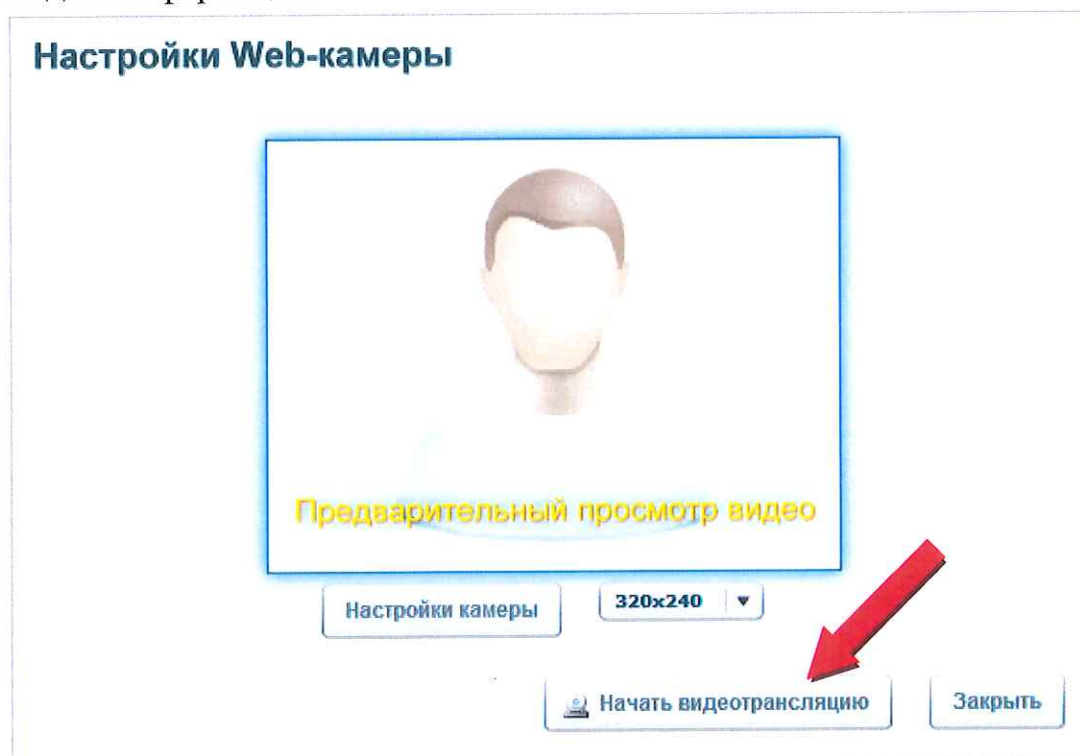 Настройки Web-камеры
Предварительный просмотр видео
Настройки камеры
320x240
Начать видеотрансляцию
Закрыть